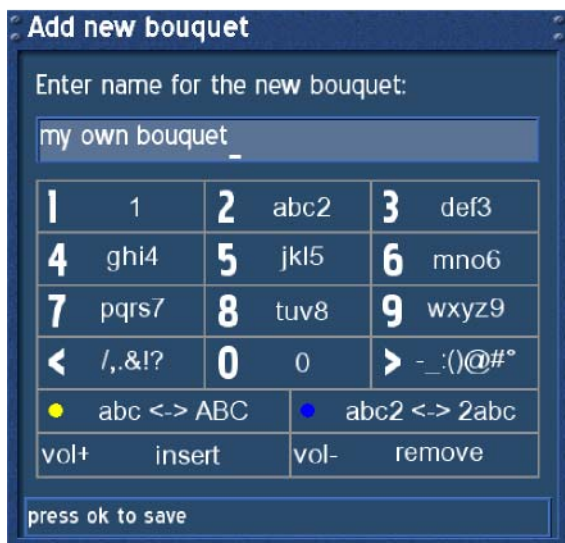 Add new bouquet
Enter name for the new bouquet:
my own bouquet_
1 1 2 abc2 3 def3
4 ghi4 5 jkl5 6 mno6
7 pqrs7 8 tuv8 9 wxyz9
< /,.&!? 0 0 > -_:()@#°
abc <-> ABC abc2 <-> 2abc
vol+ insert vol- remove
press ok to save